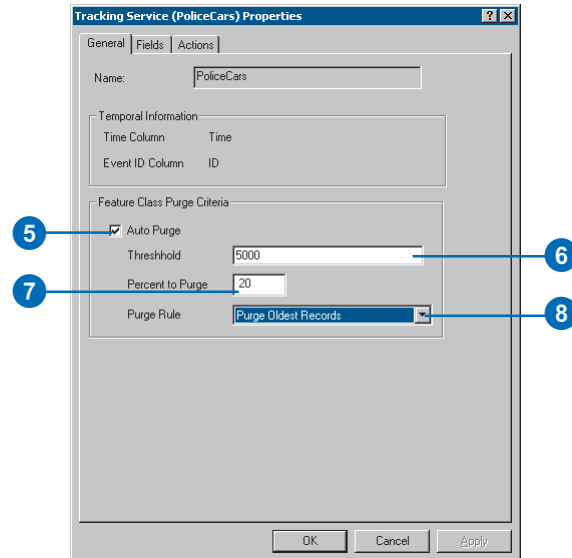 Tracking Service (PoliceCars) Properties
General Fields Actions
Name: PoliceCars
Temporal Information
Time Column Time
Event ID Column ID
Feature Class Purge Criteria
5 Auto Purge
Threshhold 5000 6
7 Percent to Purge 20
Purge Rule Purge Oldest Records 8
OK Cancel Apply